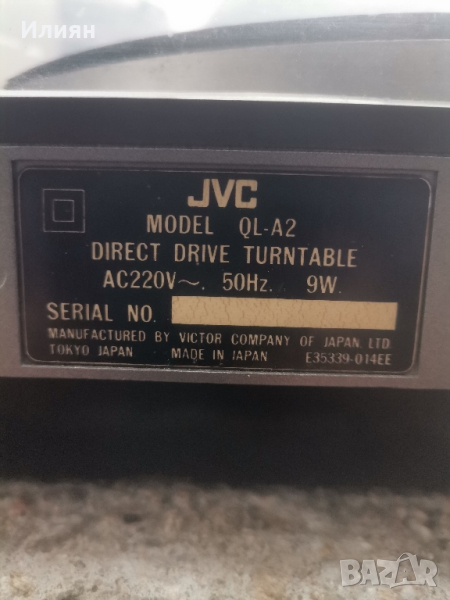 Илиян
JVC
MODEL QL-A2
DIRECT DRIVE TURNTABLE
AC220V~. 50Hz. 9W.
SERIAL NO.
MANUFACTURED BY VICTOR COMPANY OF JAPAN, LTD.
TOKYO JAPAN MADE IN JAPAN E35339-014EE
BAZAR